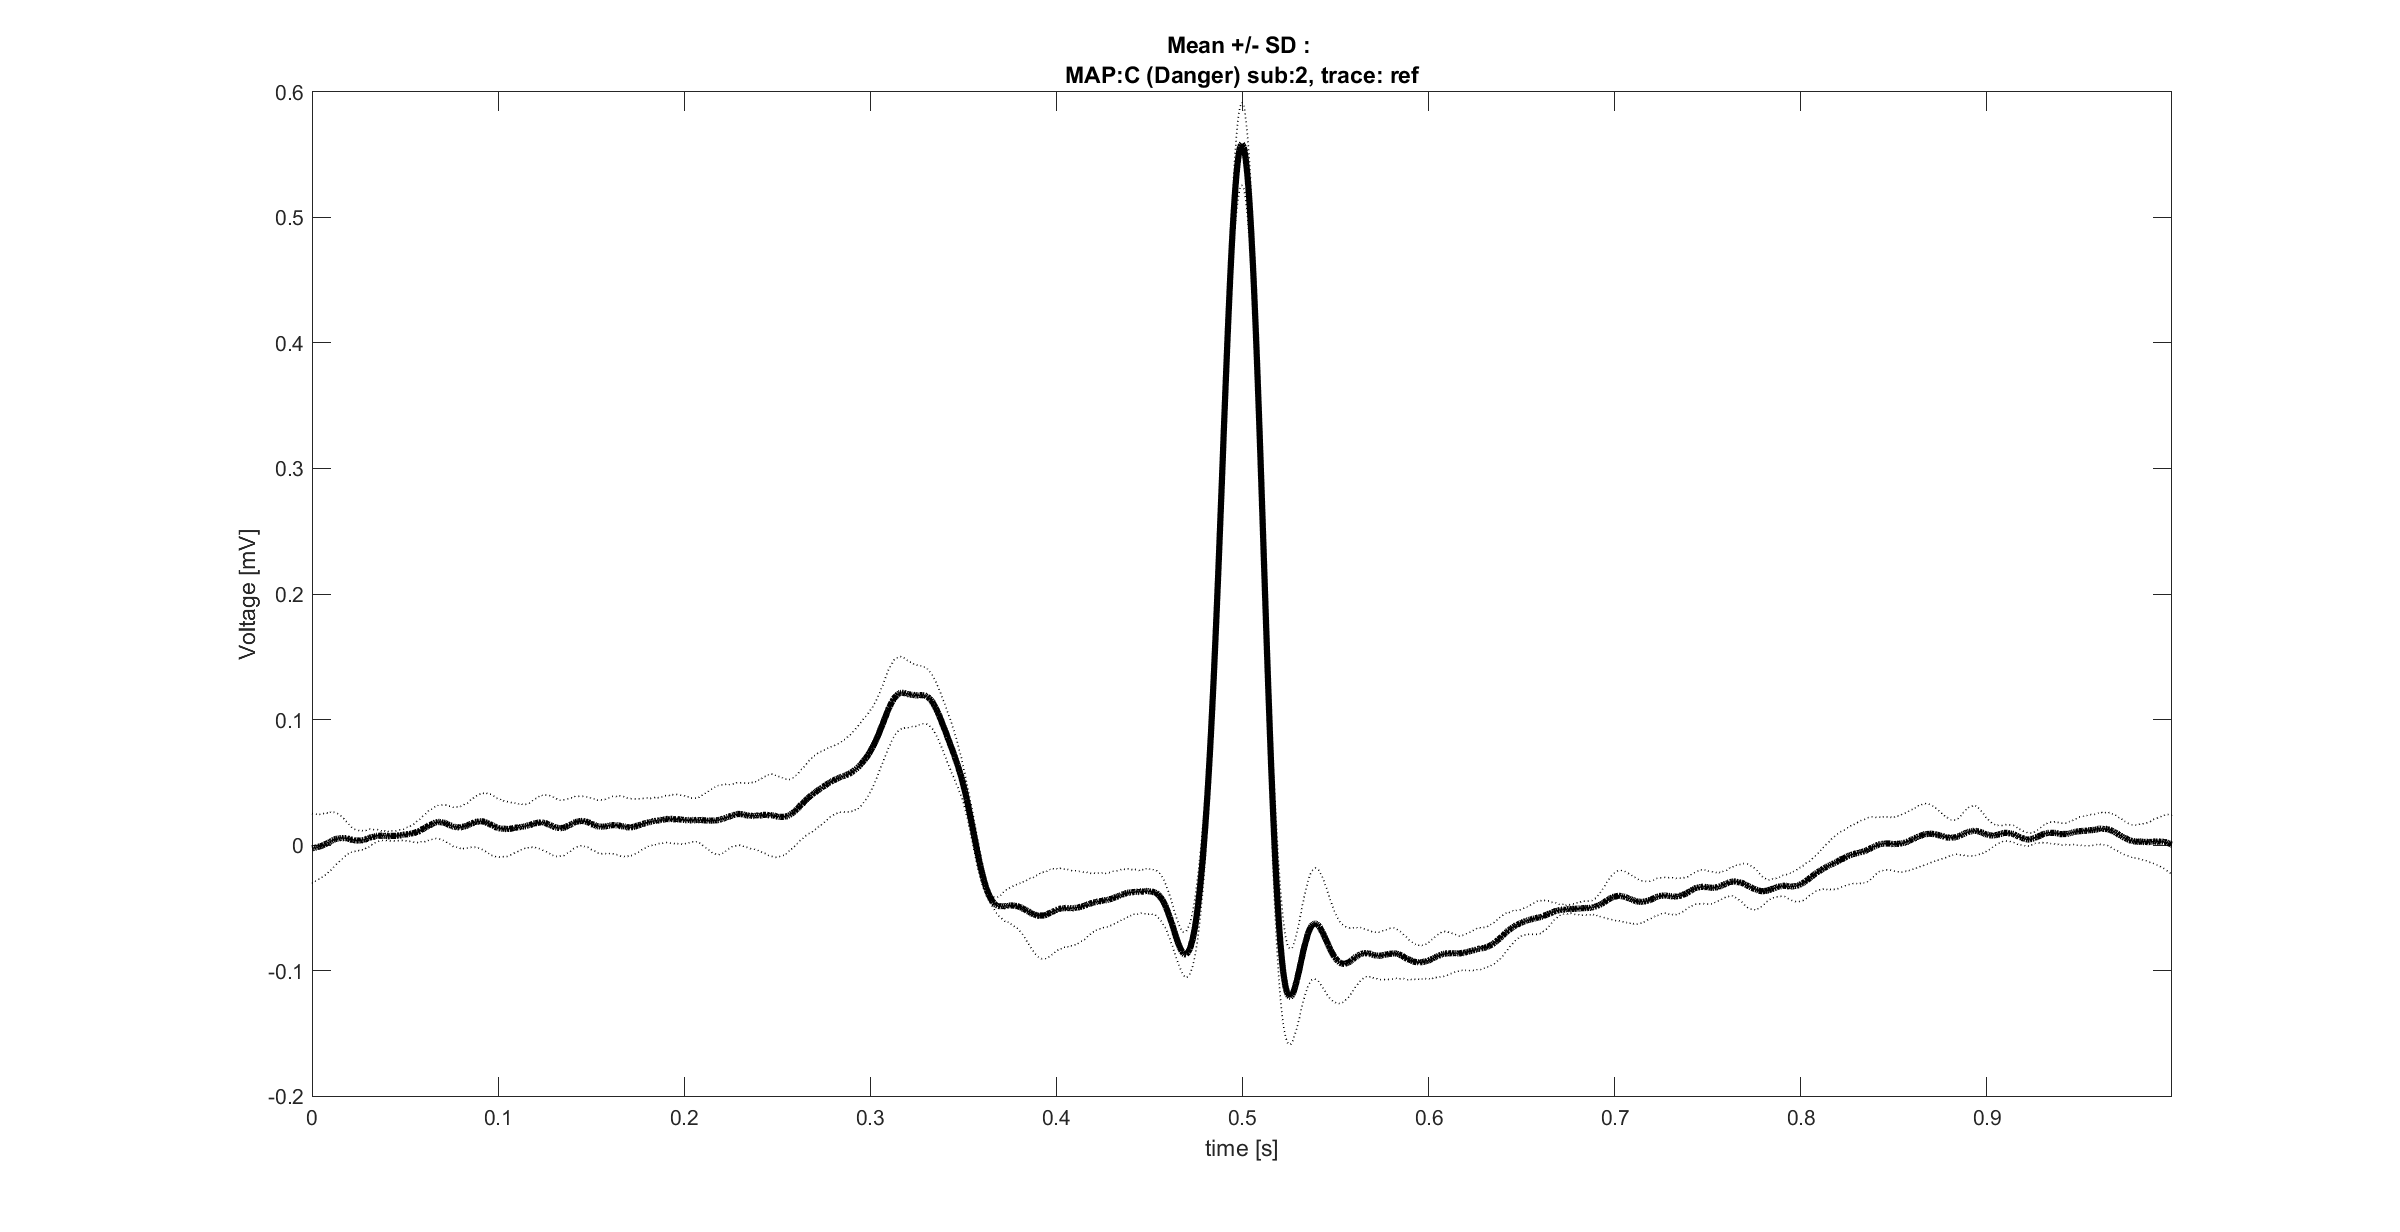 Mean +/- SD :
MAP:C (Danger) sub:2, trace: ref
0.6
0.5
0.4
0.3
0.2
0.1
0
-0.1
-0.2
Voltage [mV]
0 0.1 0.2 0.3 0.4 0.5 0.6 0.7 0.8 0.9
time [s]